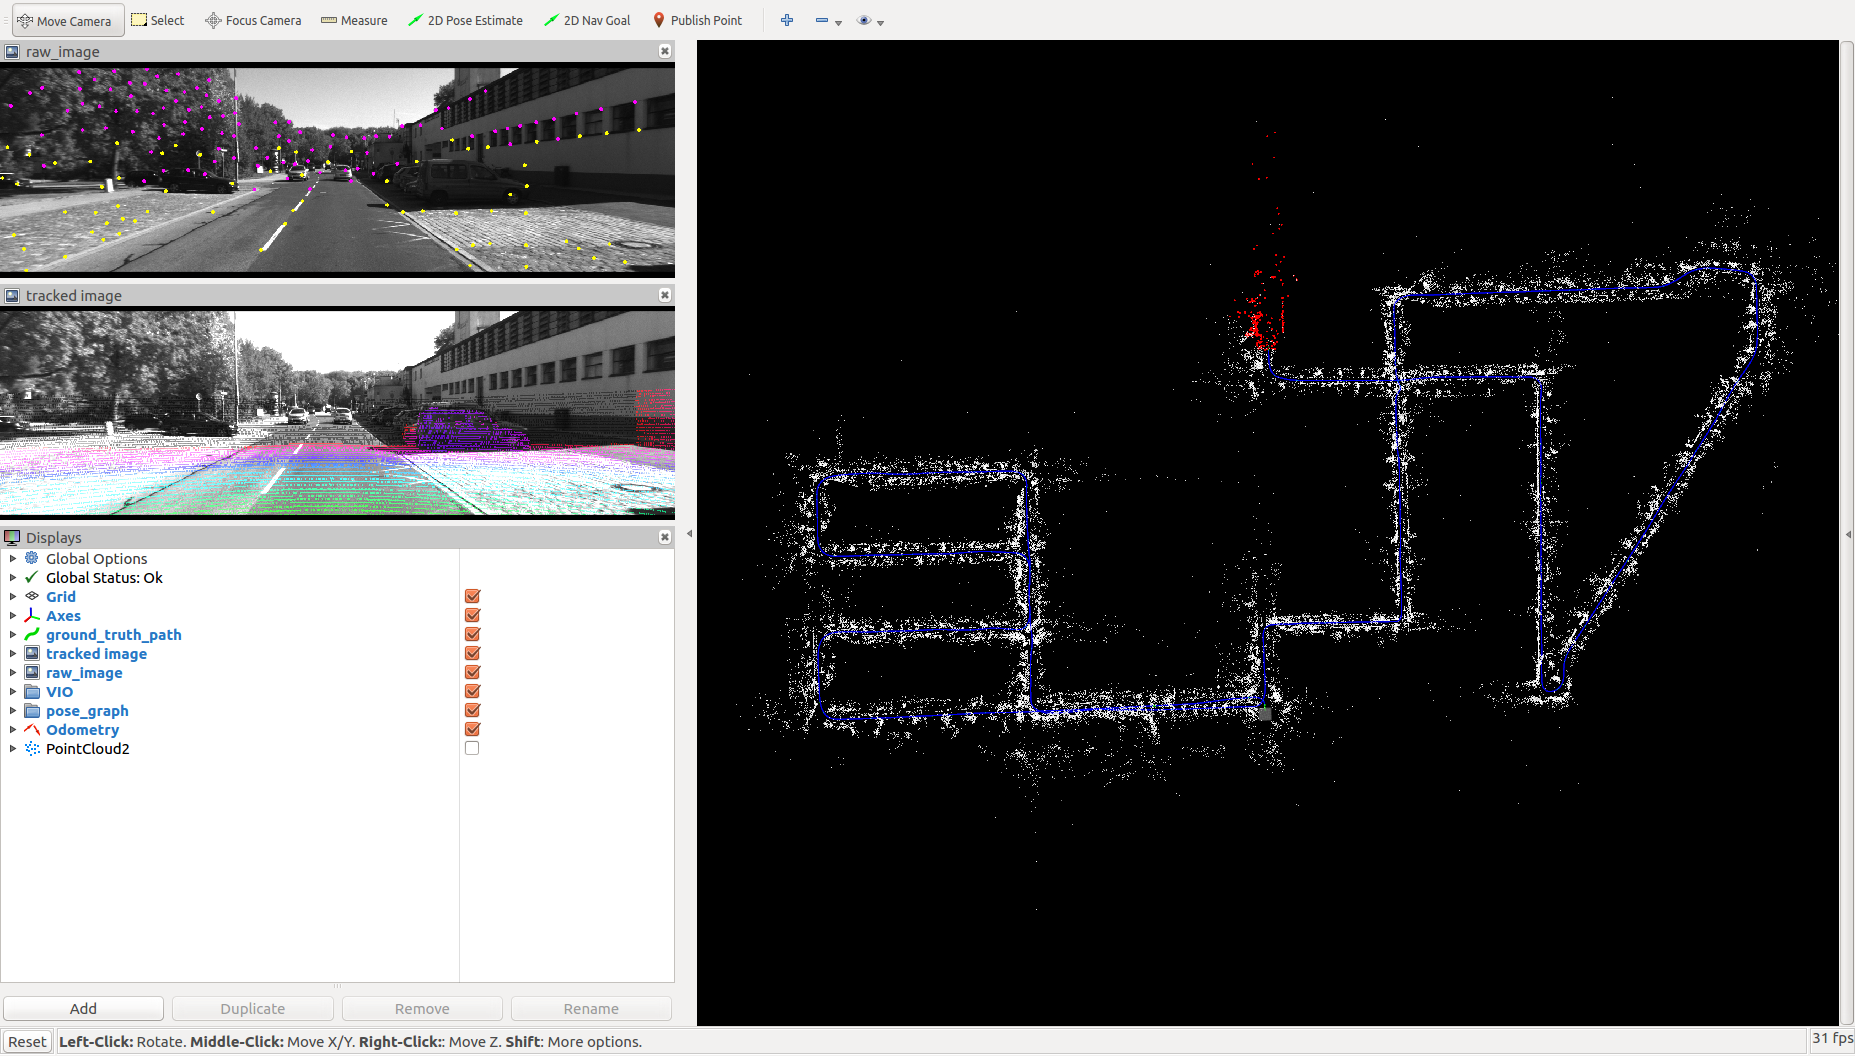 Move Camera Select Focus Camera Measure 2D Pose Estimate 2D Nav Goal Publish Point
raw_image
tracked image
Displays
Global Options
Global Status: Ok
Grid
Axes
ground_truth_path
tracked image
raw_image
VIO
pose_graph
Odometry
PointCloud2
Add Duplicate Remove Rename
Reset Left-Click: Rotate. Middle-Click: Move X/Y. Right-Click:: Move Z. Shift: More options. 31 fps